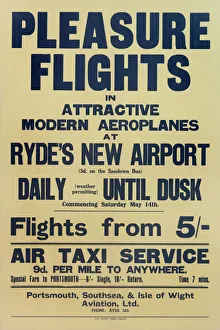 PLEASURE
FLIGHTS
IN
ATTRACTIVE
MODERN AEROPLANES
AT
RYDE'S NEW AIRPORT
(3d. on the Sandown Bus)
DAILY (weather permitting) UNTIL DUSK
Commencing Saturday May 14th.
Flights from 5/-
AIR TAXI SERVICE
9d. PER MILE TO ANYWHERE.
Special Fare to PORTSMOUTH—6/- Single, 10/- Return. Time 7 mins.
Portsmouth, Southsea, & Isle of Wight
Aviation, Ltd.